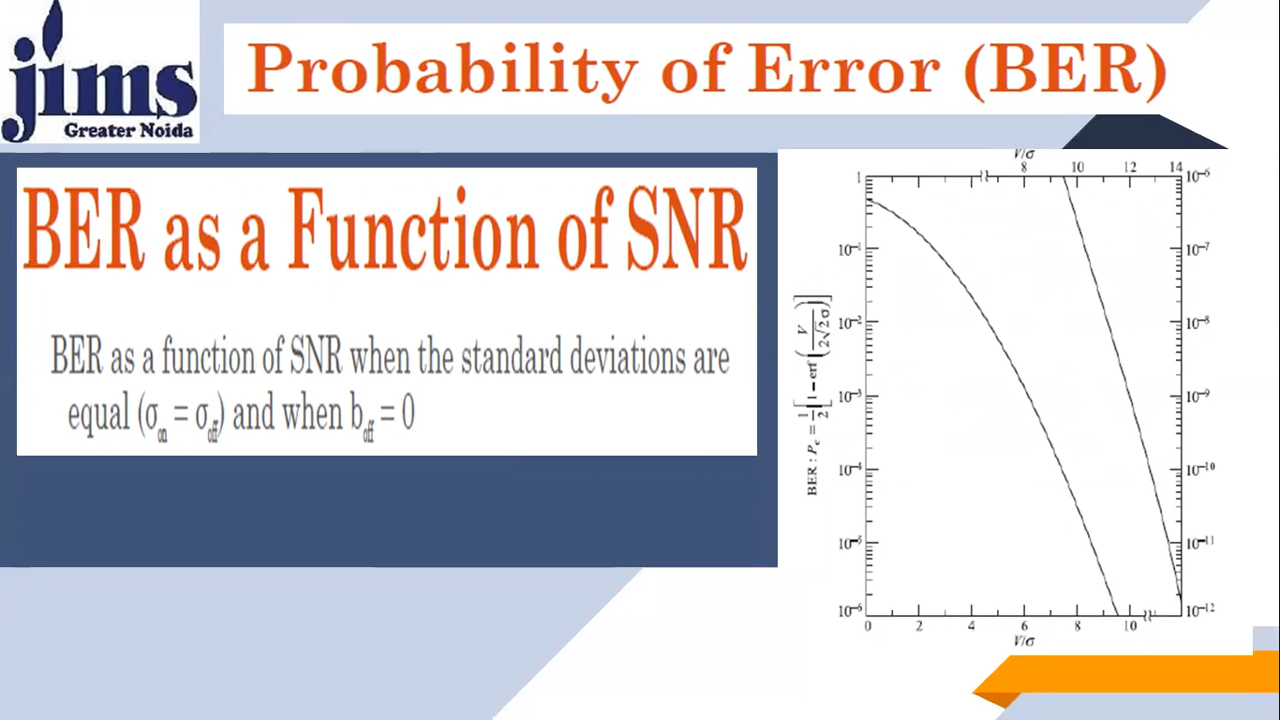 jims
Greater Noida
Probability of Error (BER)
BER as a Function of SNR
BER as a function of SNR when the standard deviations are
equal (σon = σoff) and when boff = 0
V/σ
8 10 12 14
1
10⁻¹
10⁻²
10⁻³
10⁻⁴
10⁻⁵
10⁻⁶
BER : Pe = 1/2 [1 − erf (V/2√2σ)]
10⁻⁶
10⁻⁷
10⁻⁸
10⁻⁹
10⁻¹⁰
10⁻¹¹
10⁻¹²
0 2 4 6 8 10
V/σ